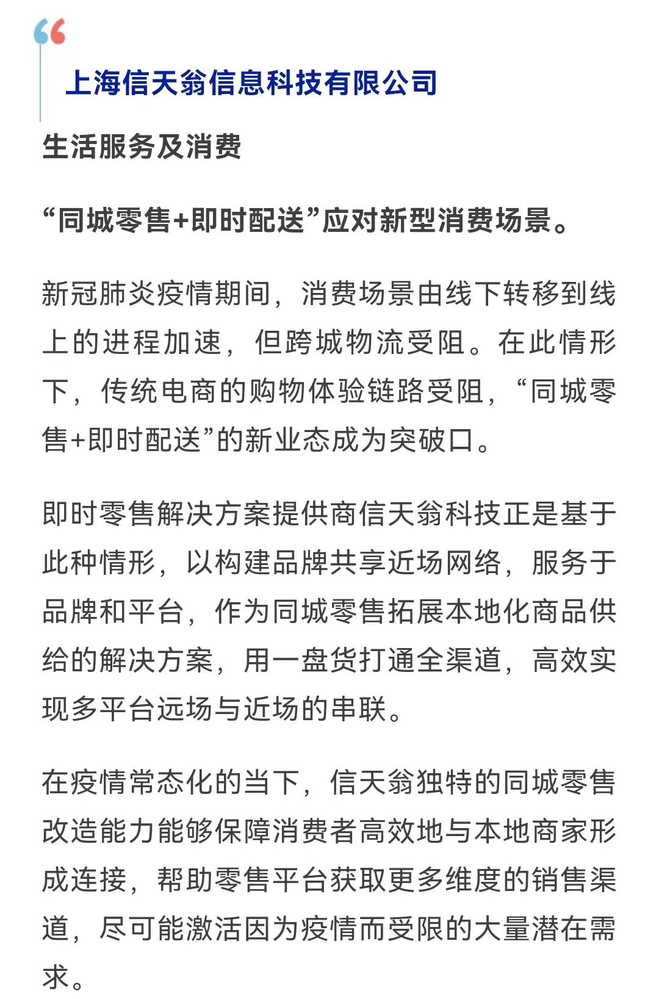 上海信天翁信息科技有限公司
生活服务及消费
“同城零售+即时配送”应对新型消费场景。
新冠肺炎疫情期间，消费场景由线下转移到线
上的进程加速，但跨城物流受阻。在此情形
下，传统电商的购物体验链路受阻，“同城零
售+即时配送”的新业态成为突破口。
即时零售解决方案提供商信天翁科技正是基于
此种情形，以构建品牌共享近场网络，服务于
品牌和平台，作为同城零售拓展本地化商品供
给的解决方案，用一盘货打通全渠道，高效实
现多平台远场与近场的串联。
在疫情常态化的当下，信天翁独特的同城零售
改造能力能够保障消费者高效地与本地商家形
成连接，帮助零售平台获取更多维度的销售渠
道，尽可能激活因为疫情而受限的大量潜在需
求。